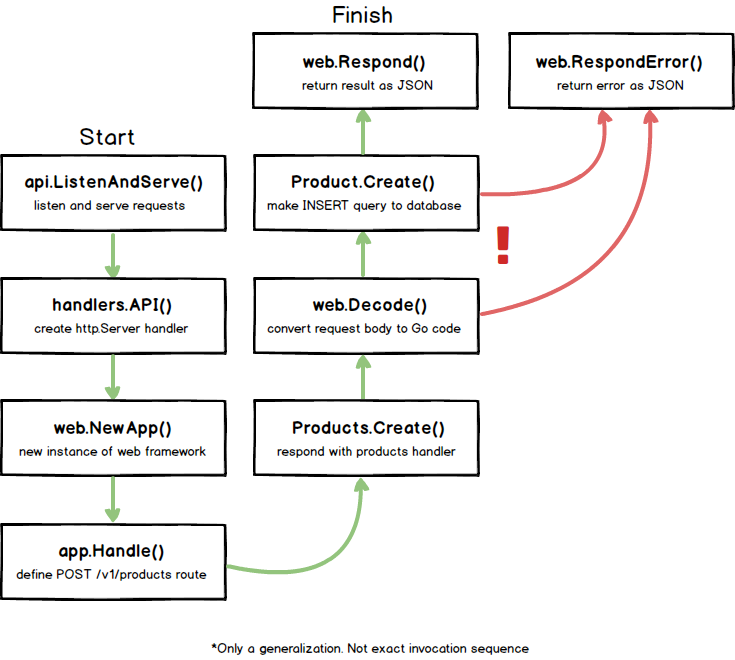 Finish
web.Respond()
return result as JSON
web.RespondError()
return error as JSON
Start
api.ListenAndServe()
listen and serve requests
Product.Create()
make INSERT query to database
!
handlers.API()
create http.Server handler
web.Decode()
convert request body to Go code
web.NewApp()
new instance of web framework
Products.Create()
respond with products handler
app.Handle()
define POST /v1/products route
*Only a generalization. Not exact invocation sequence